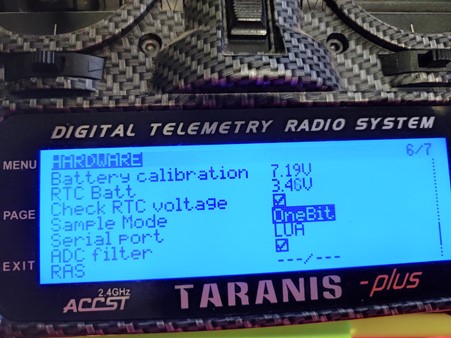 DIGITAL TELEMETRY RADIO SYSTEM
HARDWARE 6/7
MENU
Battery calibration 7.19V
RTC Batt 3.46V
Check RTC voltage
PAGE
Sample Mode OneBit
Serial port LUA
ADC filter
EXIT
RAS ---/---
2.4GHz
ACCST
TARANIS -plus